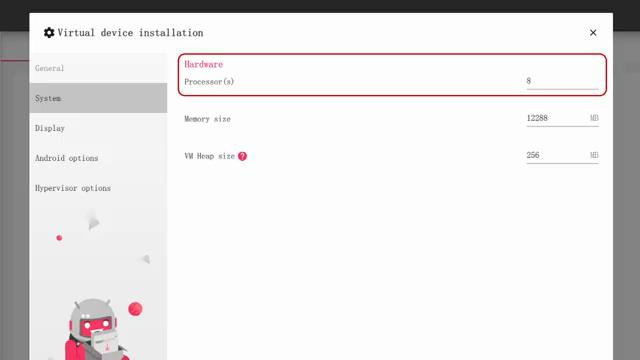 Virtual device installation
General
Hardware
Processor(s) 8
System
Memory size 12288 MB
Display
VM Heap size ? 256 MB
Android options
Hypervisor options